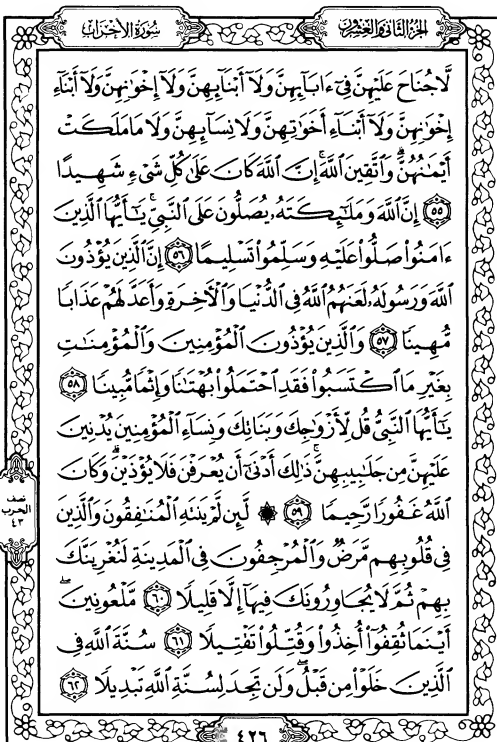 الجزء الثاني والعشرون
سورة الأحزاب
لَّا جُنَاحَ عَلَيْهِنَّ فِىٓ ءَابَآئِهِنَّ وَلَآ أَبْنَآئِهِنَّ وَلَآ إِخْوَٰنِهِنَّ وَلَآ أَبْنَآءِ
إِخْوَٰنِهِنَّ وَلَآ أَبْنَآءِ أَخَوَٰتِهِنَّ وَلَا نِسَآئِهِنَّ وَلَا مَا مَلَكَتْ
أَيْمَٰنُهُنَّ ۗ وَٱتَّقِينَ ٱللَّهَ ۚ إِنَّ ٱللَّهَ كَانَ عَلَىٰ كُلِّ شَىْءٍ شَهِيدًا
٥٥ إِنَّ ٱللَّهَ وَمَلَٰٓئِكَتَهُۥ يُصَلُّونَ عَلَى ٱلنَّبِىِّ ۚ يَٰٓأَيُّهَا ٱلَّذِينَ
ءَامَنُوا۟ صَلُّوا۟ عَلَيْهِ وَسَلِّمُوا۟ تَسْلِيمًا ٥٦ إِنَّ ٱلَّذِينَ يُؤْذُونَ
ٱللَّهَ وَرَسُولَهُۥ لَعَنَهُمُ ٱللَّهُ فِى ٱلدُّنْيَا وَٱلْءَاخِرَةِ وَأَعَدَّ لَهُمْ عَذَابًا
مُّهِينًا ٥٧ وَٱلَّذِينَ يُؤْذُونَ ٱلْمُؤْمِنِينَ وَٱلْمُؤْمِنَٰتِ
بِغَيْرِ مَا ٱكْتَسَبُوا۟ فَقَدِ ٱحْتَمَلُوا۟ بُهْتَٰنًا وَإِثْمًا مُّبِينًا ٥٨
يَٰٓأَيُّهَا ٱلنَّبِىُّ قُل لِّأَزْوَٰجِكَ وَبَنَاتِكَ وَنِسَآءِ ٱلْمُؤْمِنِينَ يُدْنِينَ
عَلَيْهِنَّ مِن جَلَٰبِيبِهِنَّ ۚ ذَٰلِكَ أَدْنَىٰٓ أَن يُعْرَفْنَ فَلَا يُؤْذَيْنَ ۗ وَكَانَ
ٱللَّهُ غَفُورًا رَّحِيمًا ٥٩ ۞ لَّئِن لَّمْ يَنتَهِ ٱلْمُنَٰفِقُونَ وَٱلَّذِينَ
فِى قُلُوبِهِم مَّرَضٌ وَٱلْمُرْجِفُونَ فِى ٱلْمَدِينَةِ لَنُغْرِيَنَّكَ
بِهِمْ ثُمَّ لَا يُجَاوِرُونَكَ فِيهَآ إِلَّا قَلِيلًا ٦٠ مَّلْعُونِينَ ۖ
أَيْنَمَا ثُقِفُوٓا۟ أُخِذُوا۟ وَقُتِّلُوا۟ تَقْتِيلًا ٦١ سُنَّةَ ٱللَّهِ فِى
ٱلَّذِينَ خَلَوْا۟ مِن قَبْلُ ۖ وَلَن تَجِدَ لِسُنَّةِ ٱللَّهِ تَبْدِيلًا ٦٢
نصف
الحزب
٤٣
٤٢٦